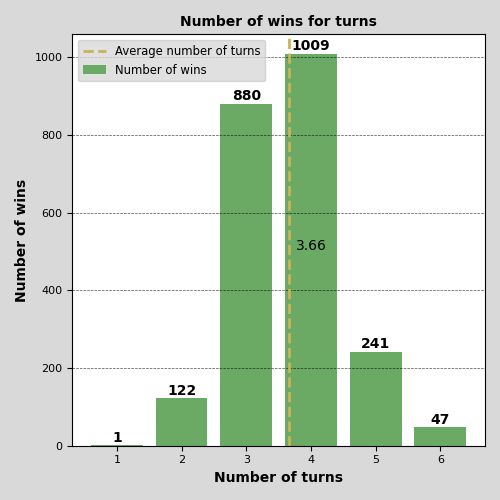 Number of wins for turns
Average number of turns
Number of wins
1009
1000
880
800
600
3.66
400
241
200
122
47
1
0
1 2 3 4 5 6
Number of wins
Number of turns